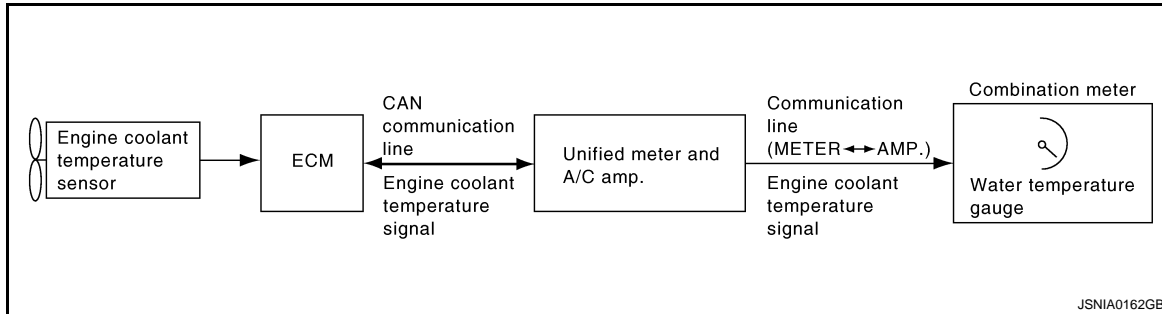 Engine coolant
temperature
sensor
ECM
CAN
communication
line
Engine coolant
temperature
signal
Unified meter and
A/C amp.
Communication
line
(METER↔AMP.)
Engine coolant
temperature
signal
Combination meter
Water temperature
gauge
JSNIA0162GB